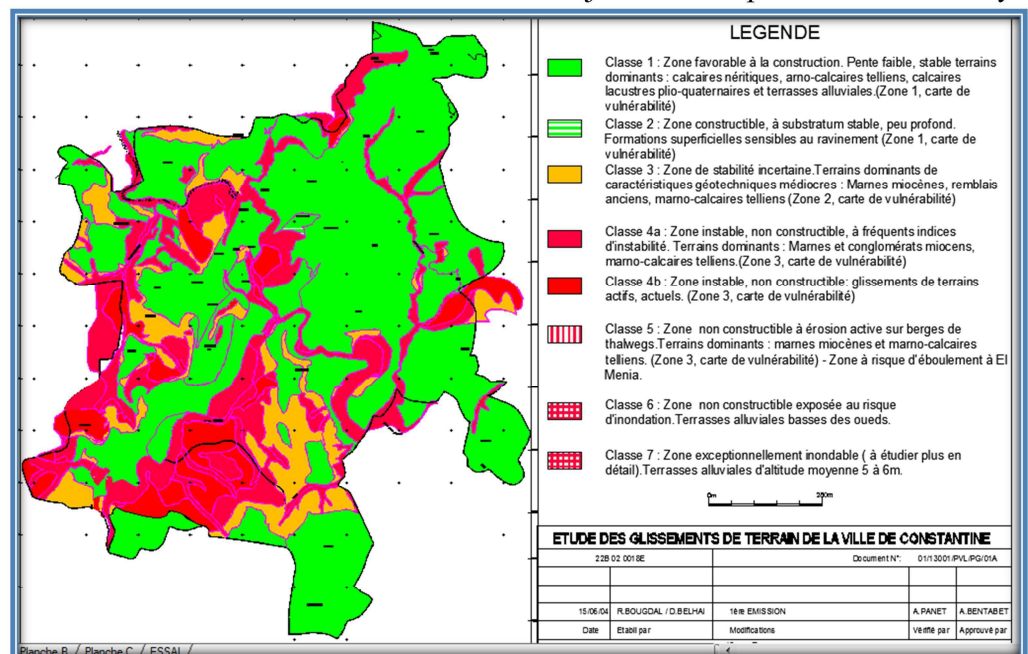 LEGENDE
Classe 1 : Zone favorable à la construction. Pente faible, stable terrains
dominants : calcaires néritiques, arno-calcaires telliens, calcaires
lacustres plio-quaternaires et terrasses alluviales.(Zone 1, carte de
vulnérabilité)
Classe 2 : Zone constructible, à substratum stable, peu profond.
Formations superficielles sensibles au ravinement (Zone 1, carte de
vulnérabilité)
Classe 3 : Zone de stabilité incertaine.Terrains dominants de
caractéristiques géotechniques médiocres : Marnes miocènes, remblais
anciens, marno-calcaires telliens (Zone 2, carte de vulnérabilité)
Classe 4a : Zone instable, non constructible, à fréquents indices
d'instabilité. Terrains dominants : Marnes et conglomérats miocens,
marno-calcaires telliens.(Zone 3, carte de vulnérabilité)
Classe 4b : Zone instable, non constructible: glissements de terrains
actifs, actuels. (Zone 3, carte de vulnérabilité)
Classe 5 : Zone non constructible à érosion active sur berges de
thalwegs.Terrains dominants : marnes miocènes et marno-calcaires
telliens. (Zone 3, carte de vulnérabilité) - Zone à risque d'éboulement à El
Menia.
Classe 6 : Zone non constructible exposée au risque
d'inondation.Terrasses alluviales basses des oueds.
Classe 7 : Zone exceptionnellement inondable ( à étudier plus en
détail).Terrasses alluviales d'altitude moyenne 5 à 6m.
0m 250m
ETUDE DES GLISSEMENTS DE TERRAIN DE LA VILLE DE CONSTANTINE
22B 02 001SE Document N°: 01/13001/PVL/PG/01A
15/06/04 R.BOUGDAL / D.BELHAI 1ère EMISSION A.PANET A.BENTABET
Date Etabli par Modifications Vérifié par Approuvé par
Planche B / Planche C / ESSAI /